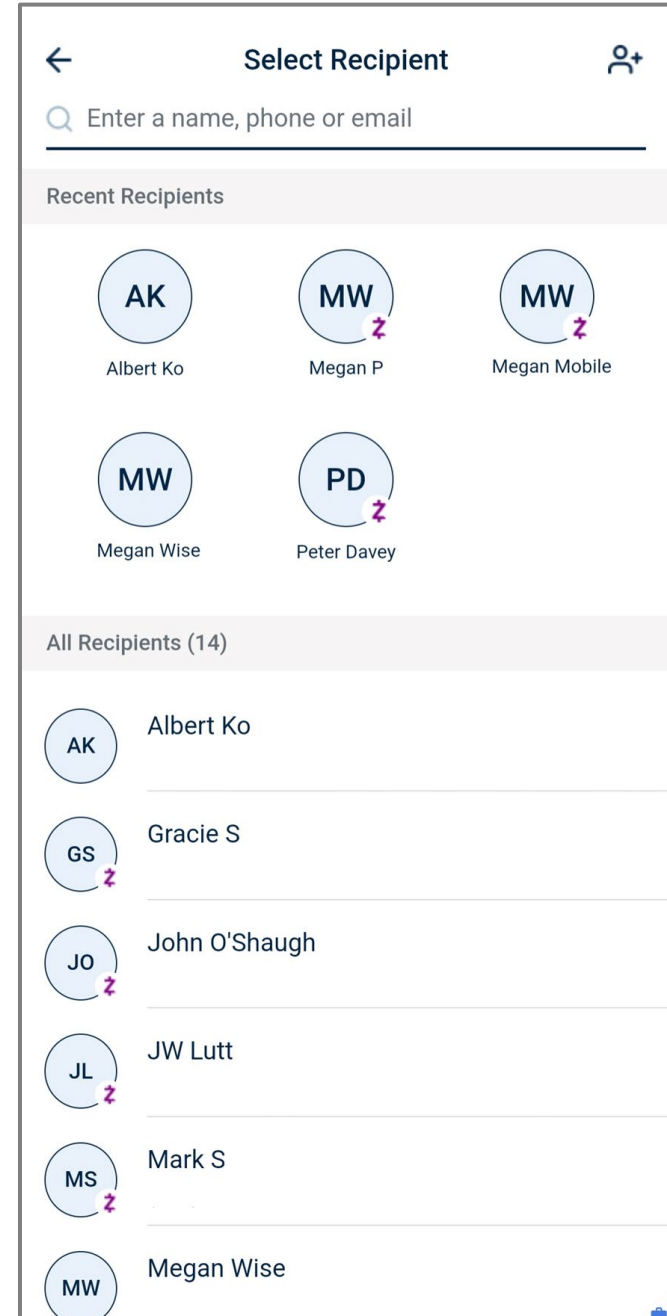 Select Recipient
Enter a name, phone or email
Recent Recipients
AK MW MW
Albert Ko Megan P Megan Mobile
MW PD
Megan Wise Peter Davey
All Recipients (14)
AK Albert Ko
GS Gracie S
JO John O'Shaugh
JL JW Lutt
MS Mark S
MW Megan Wise